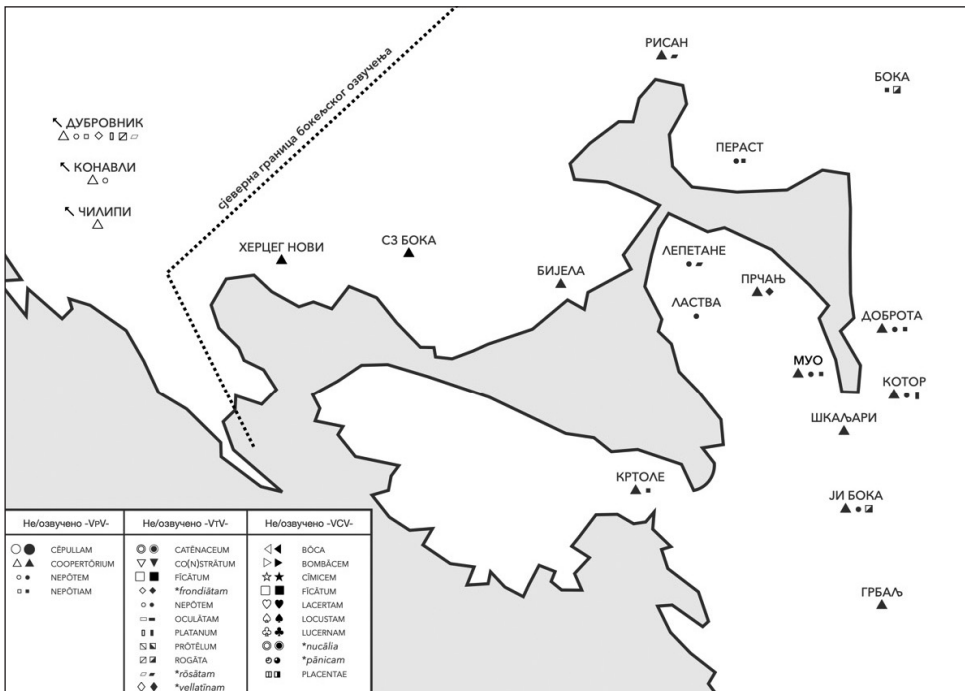 РИСАН
БОКА
ДУБРОВНИК
сјеверна граница бокељског озвучења
ПЕРАСТ
КОНАВЛИ
ЧИЛИПИ
ХЕРЦЕГ НОВИ
СЗ БОКА
БИЈЕЛА
ЛЕПЕТАНЕ
ПРЧАЊ
ЛАСТВА
ДОБРОТА
МУО
КОТОР
ШКАЉАРИ
КРТОЛЕ
ЈИ БОКА
ГРБАЉ
Не/озвучено -VPV-
CĒPULLAM
COOPERTŌRIUM
NEPŌTEM
NEPŌTIAM
Не/озвучено -VTV-
CATĒNACEUM
CO(N)STRĀTUM
FĪCĀTUM
*frondiātam
NEPŌTEM
OCULĀTAM
PLATANUM
PRŌTĒLUM
ROGĀTA
*rōsātam
*vellatīnam
Не/озвучено -VCV-
BŌCA
BOMBȲCEM
CĪMICEM
FĪCĀTUM
LACERTAM
LOCUSTAM
LUCERNAM
*nucālia
*pānicam
PLACENTAE